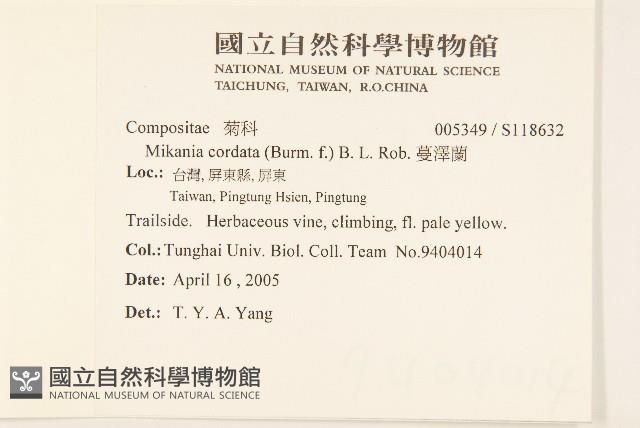 國立自然科學博物館
NATIONAL MUSEUM OF NATURAL SCIENCE
TAICHUNG, TAIWAN, R.O.CHINA
Compositae 菊科 005349 / S118632
Mikania cordata (Burm. f.) B. L. Rob. 蔓澤蘭
Loc.: 台灣, 屏東縣, 屏東
Taiwan, Pingtung Hsien, Pingtung
Trailside. Herbaceous vine, climbing, fl. pale yellow.
Col.: Tunghai Univ. Biol. Coll. Team No.9404014
Date: April 16 , 2005
Det.: T. Y. A. Yang
國立自然科學博物館
NATIONAL MUSEUM OF NATURAL SCIENCE